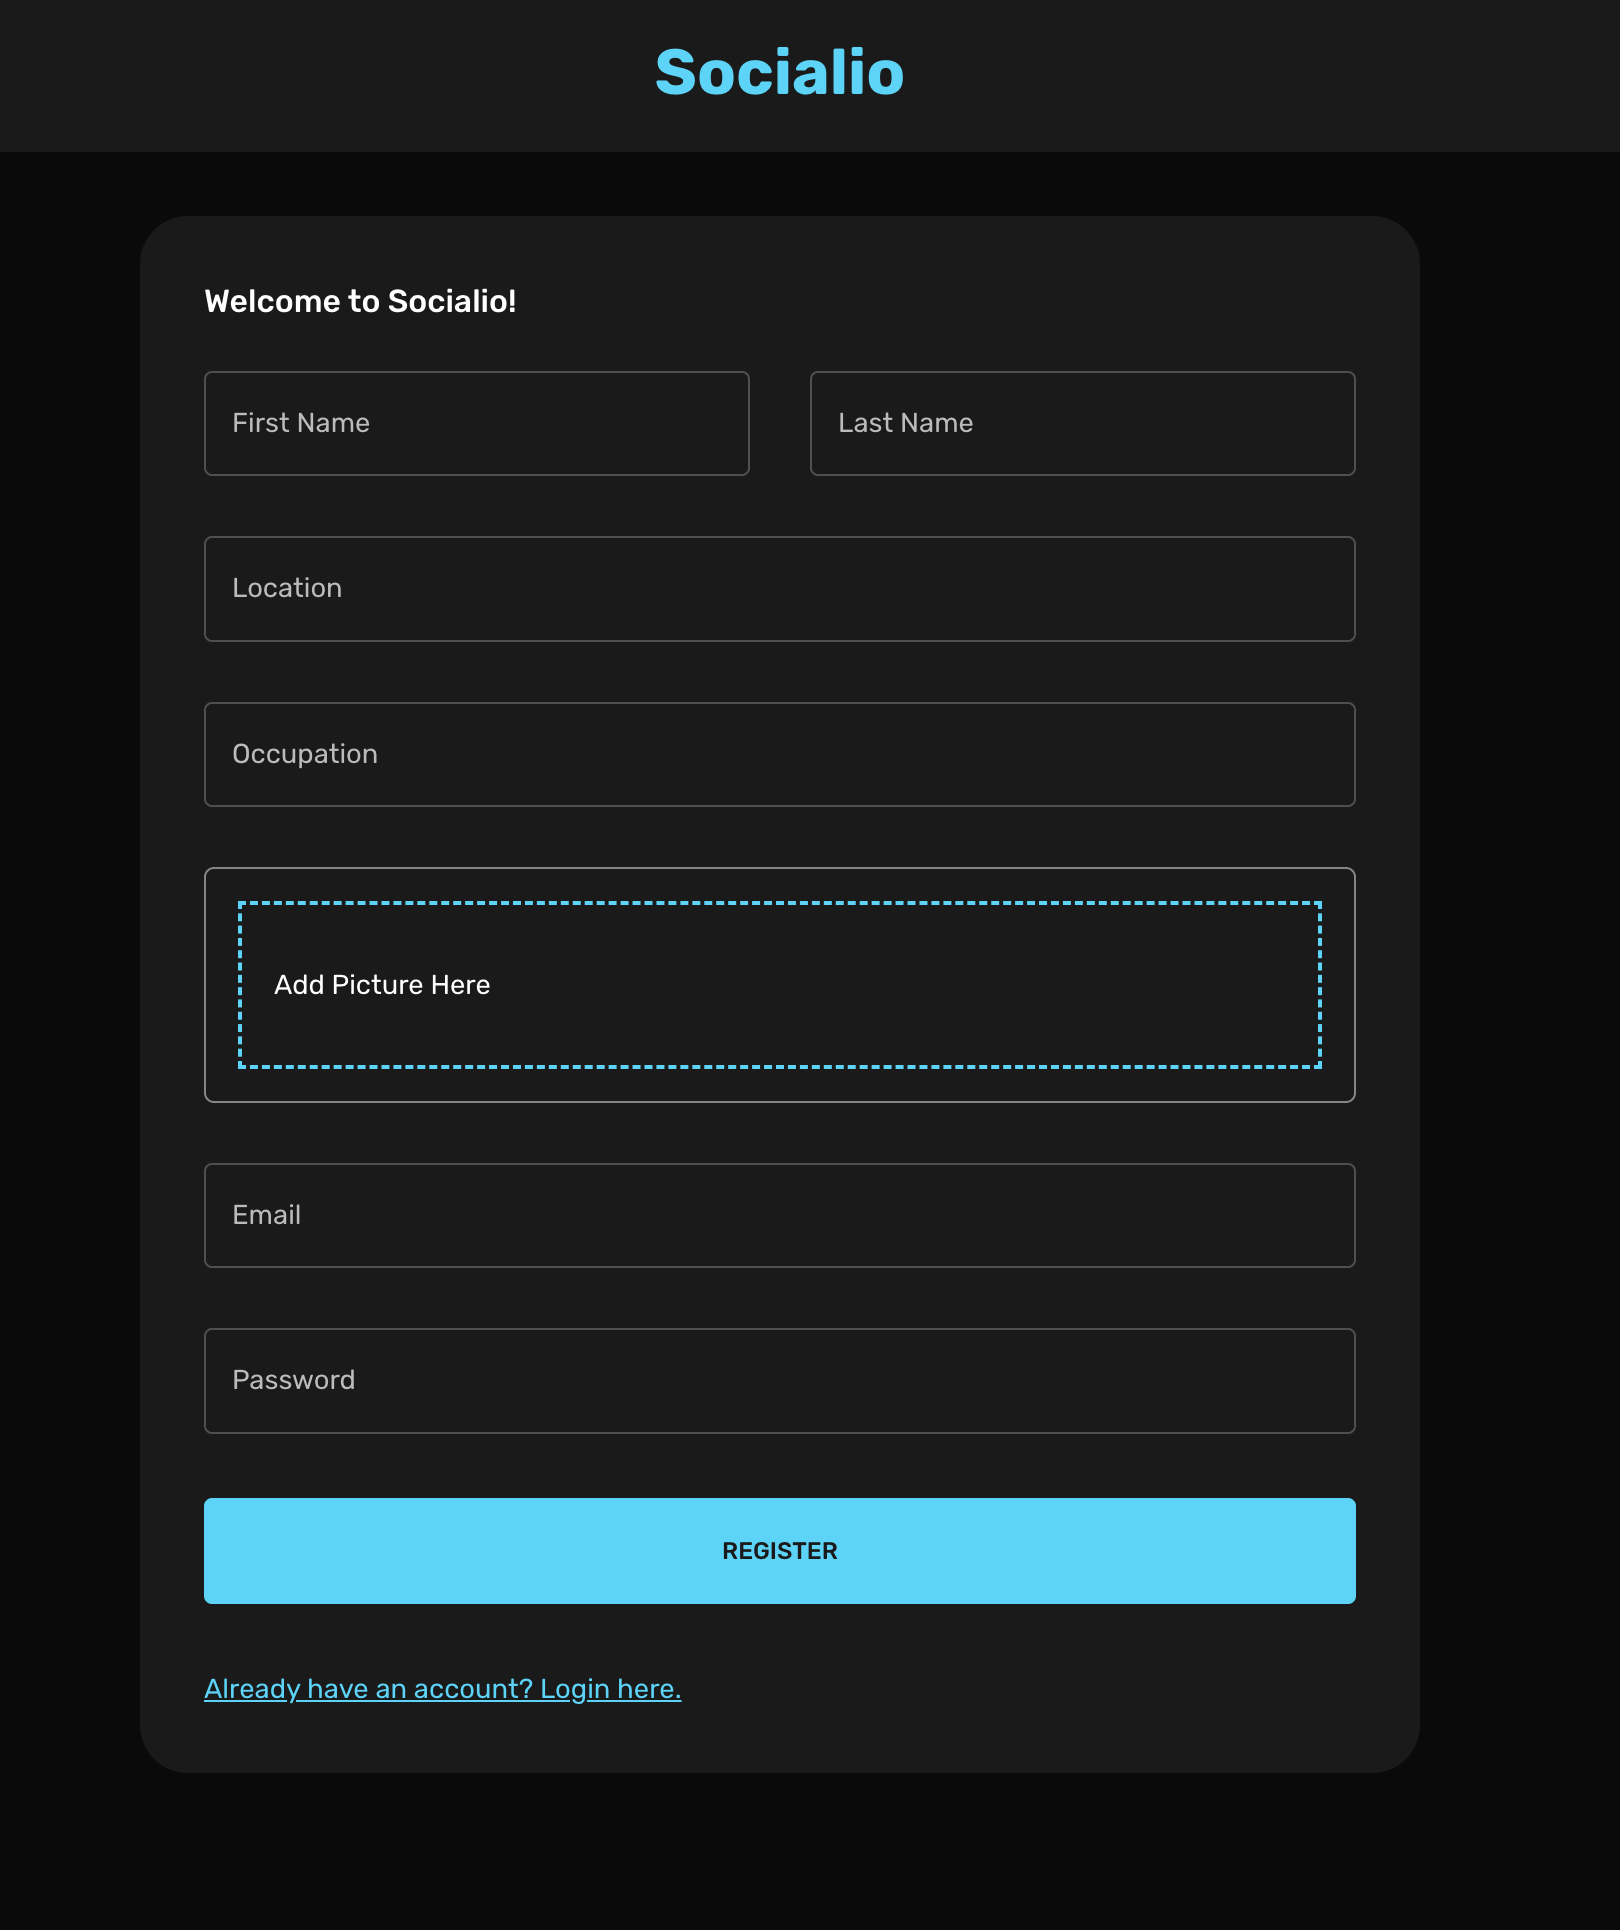 Socialio
Welcome to Socialio!
First Name
Last Name
Location
Occupation
Add Picture Here
Email
Password
REGISTER
Already have an account? Login here.